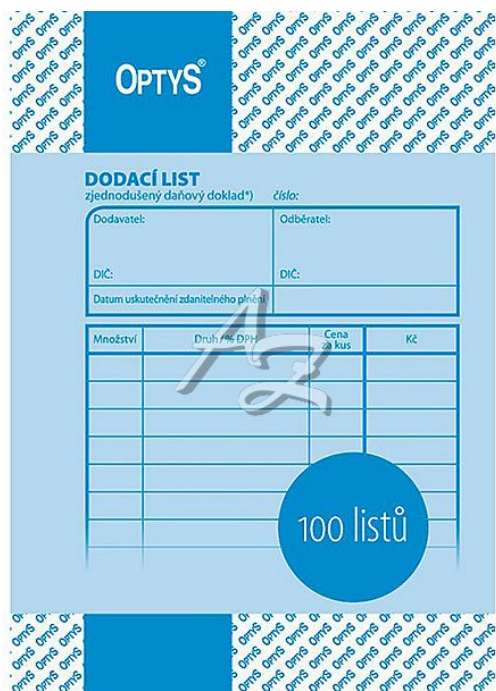 OPTYS®
DODACÍ LIST
zjednodušený daňový doklad*) číslo:
Dodavatel: Odběratel:
DIČ: DIČ:
Datum uskutečnění zdanitelného plnění
Množství Druh / % DPH Cena za kus Kč
AZ
100 listů